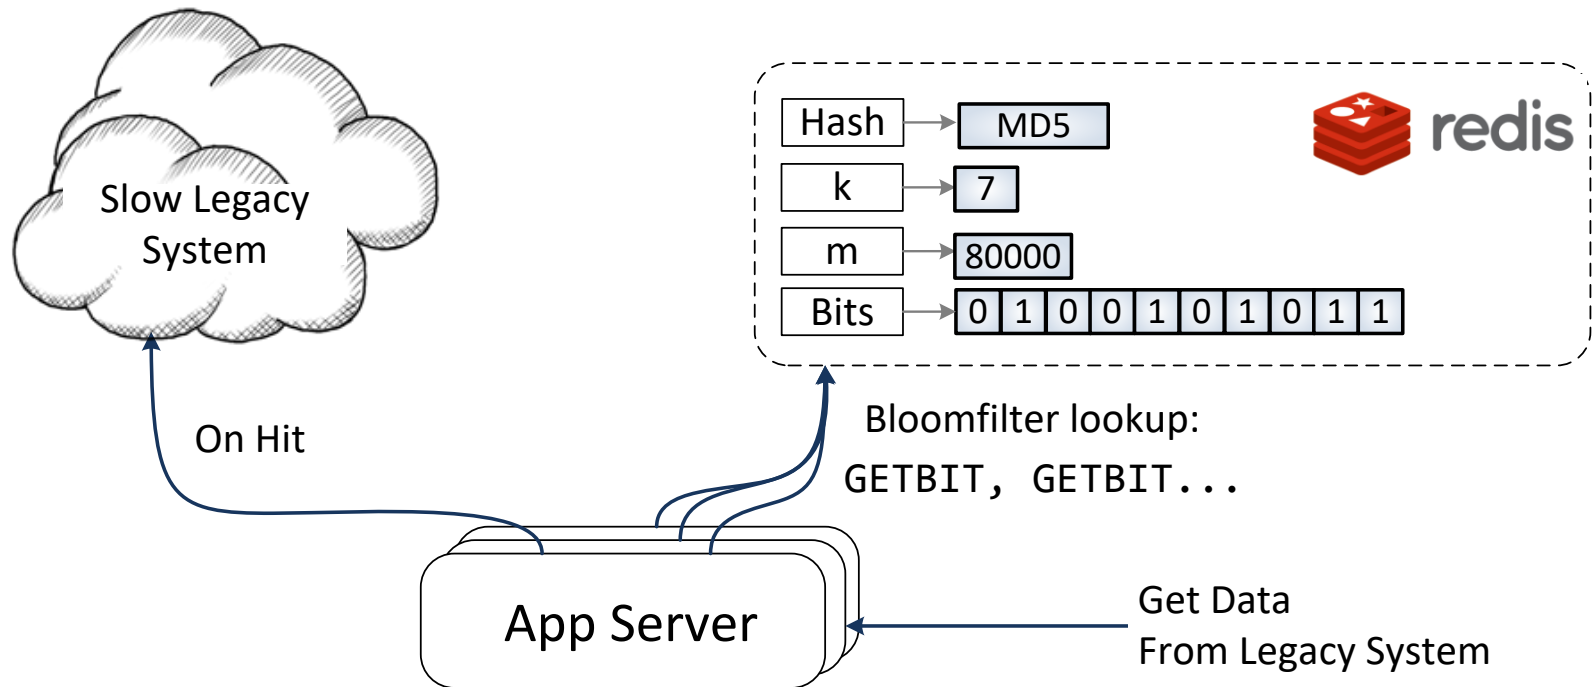 Slow Legacy
System
Hash
MD5
redis
k
7
m
80000
Bits
0 1 0 0 1 0 1 0 1 1
On Hit
Bloomfilter lookup:
GETBIT, GETBIT...
App Server
Get Data
From Legacy System